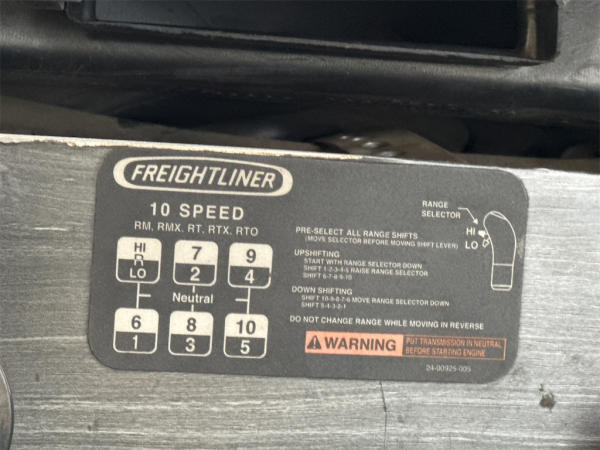 FREIGHTLINER
10 SPEED
RM, RMX, RT, RTX, RTO
HI
R
LO
7
2
9
4
Neutral
6
1
8
3
10
5
RANGE
SELECTOR
HI
LO
PRE-SELECT ALL RANGE SHIFTS
(MOVE SELECTOR BEFORE MOVING SHIFT LEVER)
UPSHIFTING
START WITH RANGE SELECTOR DOWN
SHIFT 1-2-3-4-5 RAISE RANGE SELECTOR
SHIFT 6-7-8-9-10
DOWN SHIFTING
SHIFT 10-9-8-7-6 MOVE RANGE SELECTOR DOWN
SHIFT 5-4-3-2-1
DO NOT CHANGE RANGE WHILE MOVING IN REVERSE
WARNING
PUT TRANSMISSION IN NEUTRAL
BEFORE STARTING ENGINE
24-00925-005